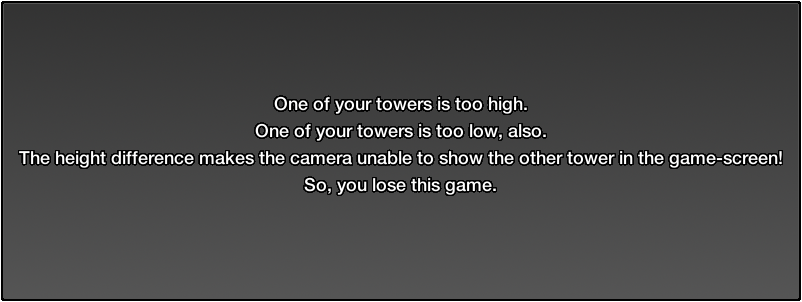 One of your towers is too high.
One of your towers is too low, also.
The height difference makes the camera unable to show the other tower in the game-screen!
So, you lose this game.